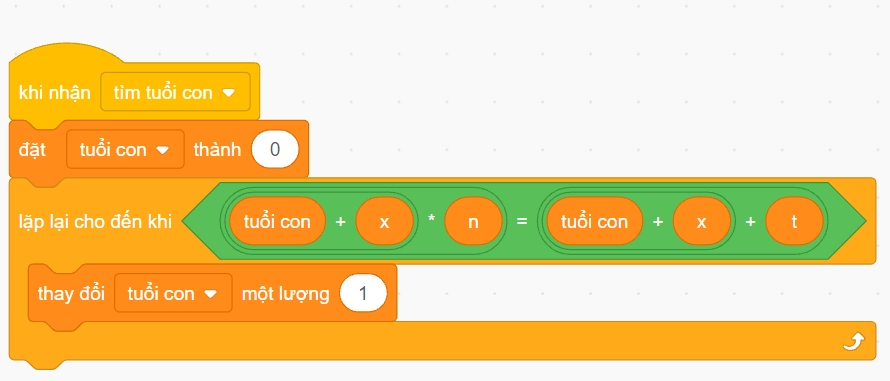 khi nhận tìm tuổi con
đặt tuổi con thành 0
lặp lại cho đến khi tuổi con + x * n = tuổi con + x + t
thay đổi tuổi con một lượng 1